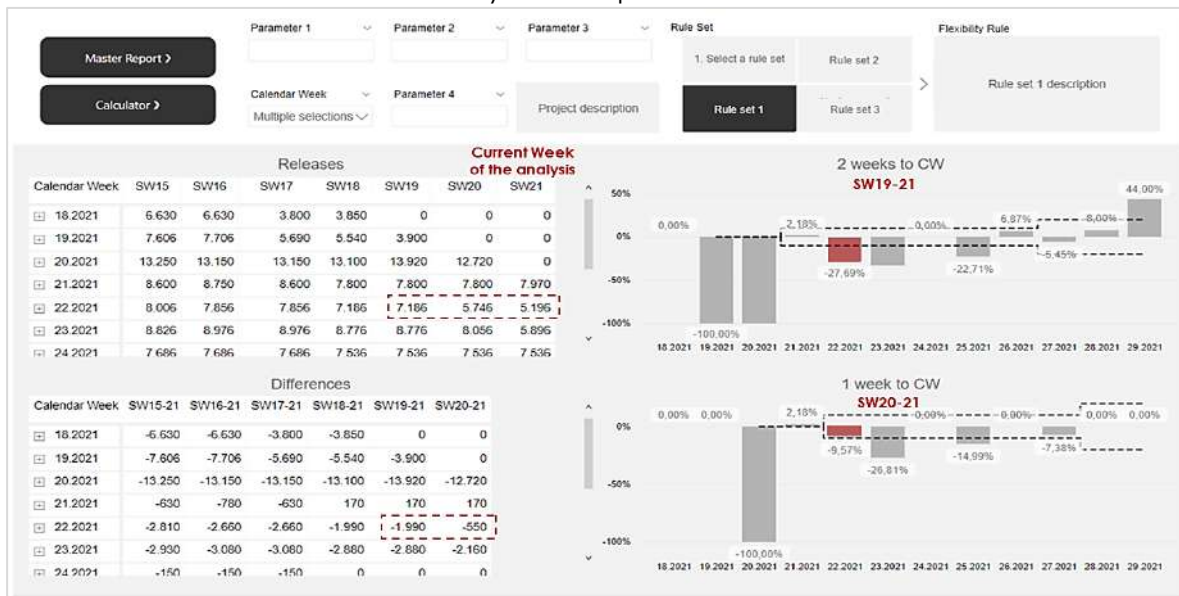 Parameter 1 Parameter 2 Parameter 3 Rule Set Flexibility Rule
Master Report >
1. Select a rule set Rule set 2
Rule set 1 description
Calculator >
Calendar Week Parameter 4 Project description
Multiple selections
Rule set 1 Rule set 3
Releases
Current Week
of the analysis
Calendar Week SW15 SW16 SW17 SW18 SW19 SW20 SW21
18.2021 6.630 6.630 3.800 3.850 0 0 0
19.2021 7.606 7.706 5.690 5.540 3.900 0 0
20.2021 13.250 13.150 13.150 13.100 13.920 12.720 0
21.2021 8.600 8.750 8.600 7.800 7.800 7.800 7.970
22.2021 8.006 7.856 7.856 7.186 7.186 5.746 5.196
23.2021 8.826 8.976 8.976 8.776 8.776 8.056 5.896
24.2021 7.686 7.686 7.686 7.536 7.536 7.536 7.536
2 weeks to CW
SW19-21
50%
0%
-50%
-100%
0,00% -100,00% 2,18% -27,69% 0,00% -22,71% 6,87% -5,45% 8,00% 44,00%
18.2021 19.2021 20.2021 21.2021 22.2021 23.2021 24.2021 25.2021 26.2021 27.2021 28.2021 29.2021
Differences
Calendar Week SW15-21 SW16-21 SW17-21 SW18-21 SW19-21 SW20-21
18.2021 -6.630 -6.630 -3.800 -3.850 0 0
19.2021 -7.606 -7.706 -5.690 -5.540 -3.900 0
20.2021 -13.250 -13.150 -13.150 -13.100 -13.920 -12.720
21.2021 -630 -780 -630 170 170 170
22.2021 -2.810 -2.660 -2.660 -1.990 -1.990 -550
23.2021 -2.930 -3.080 -3.080 -2.880 -2.880 -2.160
24.2021 -150 -150 -150 0 0 0
1 week to CW
SW20-21
0%
-50%
-100%
0,00% 0,00% -100,00% 2,18% -9,57% -26,81% 0,00% -14,99% 0,00% -7,38% 0,00% 0,00%
18.2021 19.2021 20.2021 21.2021 22.2021 23.2021 24.2021 25.2021 26.2021 27.2021 28.2021 29.2021